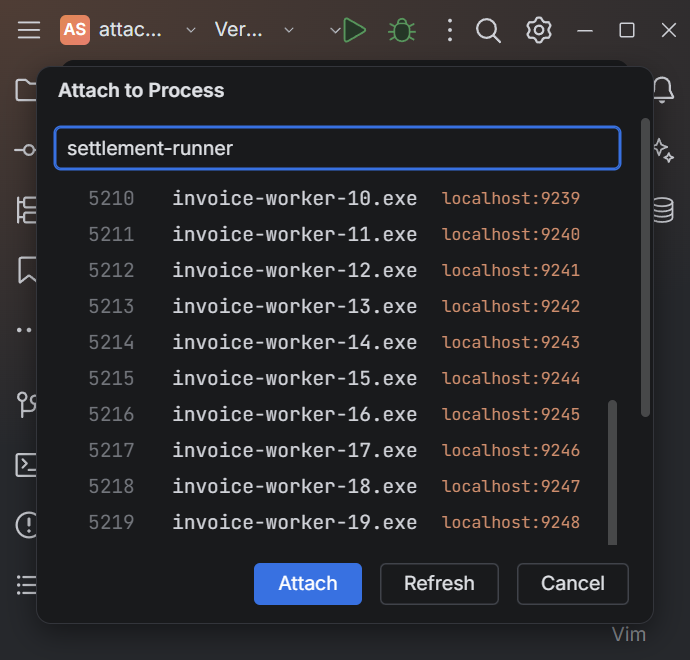 AS attac... Ver...
Attach to Process
settlement-runner
5210 invoice-worker-10.exe localhost:9239
5211 invoice-worker-11.exe localhost:9240
5212 invoice-worker-12.exe localhost:9241
5213 invoice-worker-13.exe localhost:9242
5214 invoice-worker-14.exe localhost:9243
5215 invoice-worker-15.exe localhost:9244
5216 invoice-worker-16.exe localhost:9245
5217 invoice-worker-17.exe localhost:9246
5218 invoice-worker-18.exe localhost:9247
5219 invoice-worker-19.exe localhost:9248
Attach Refresh Cancel
Vim